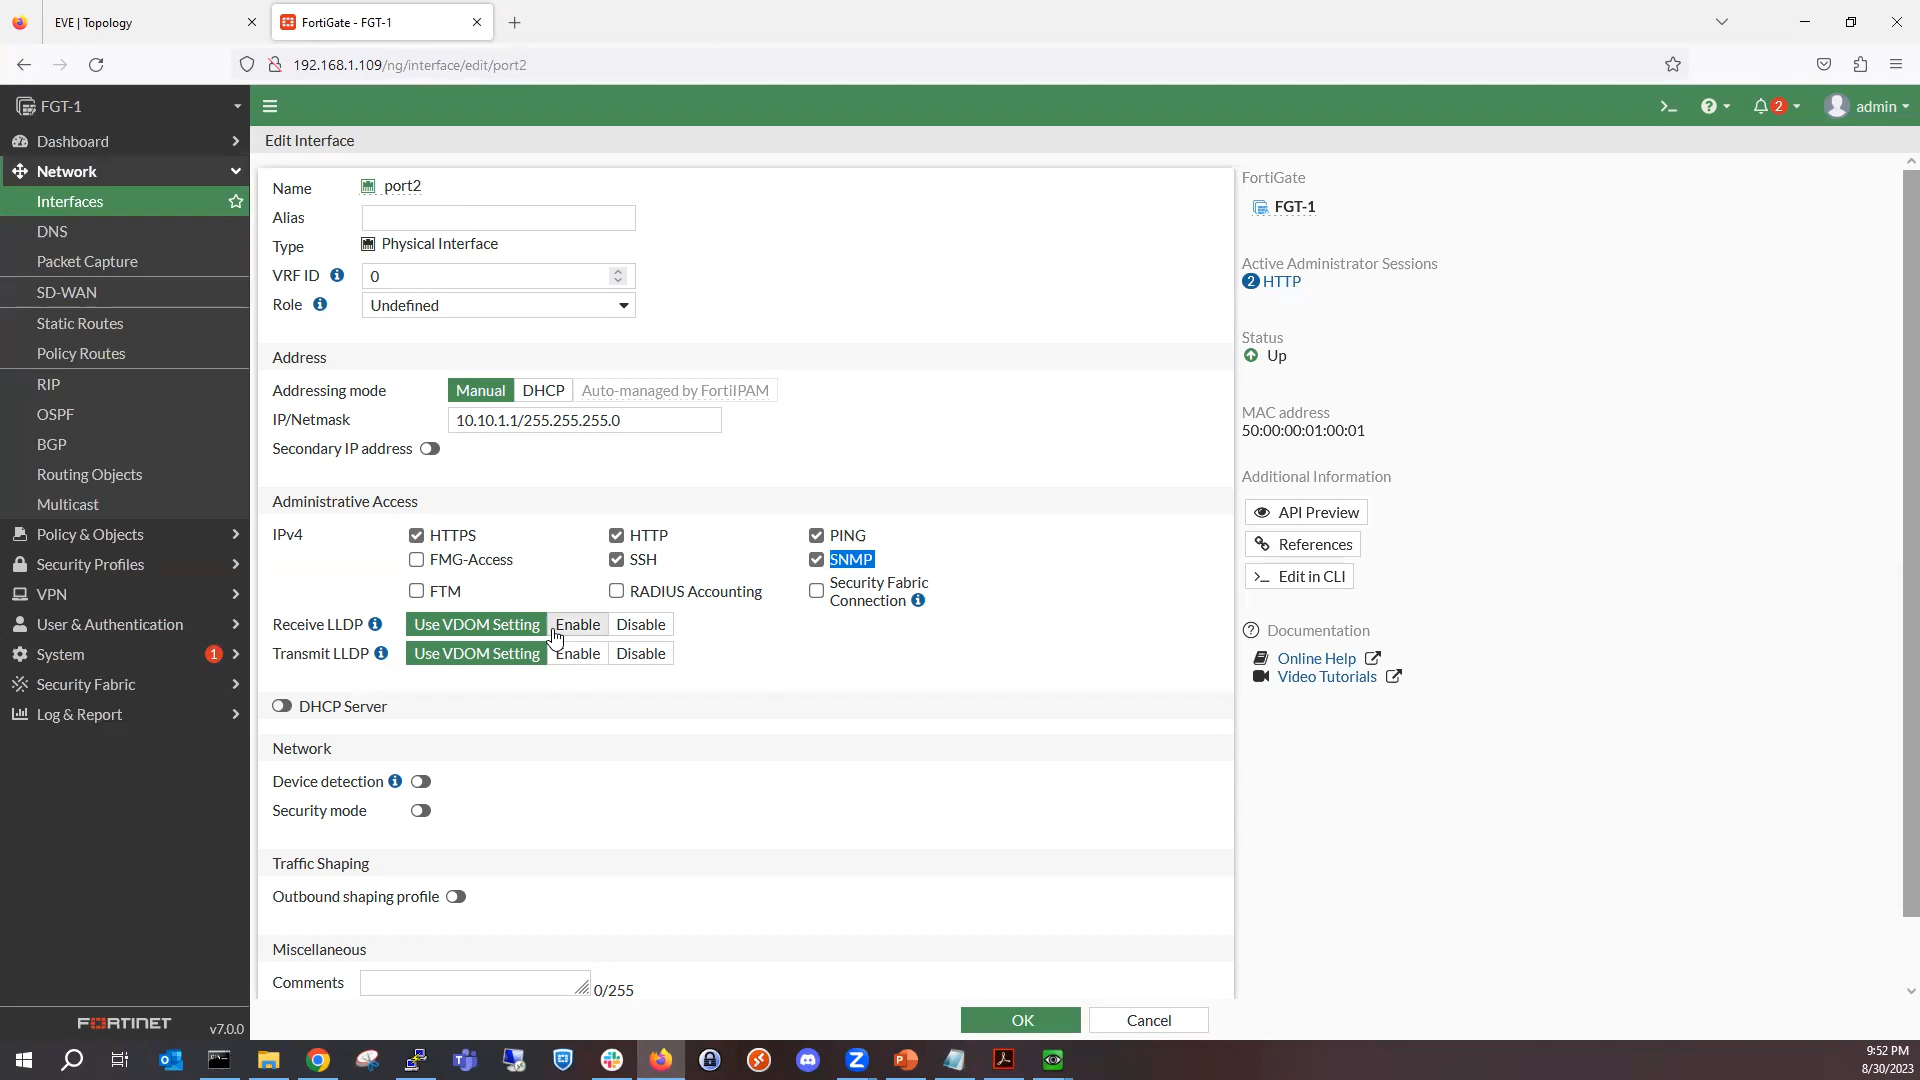 EVE | Topology
FortiGate - FGT-1
192.168.1.109/ng/interface/edit/port2
FGT-1
2
admin
Dashboard
Network
Interfaces
DNS
Packet Capture
SD-WAN
Static Routes
Policy Routes
RIP
OSPF
BGP
Routing Objects
Multicast
Policy & Objects
Security Profiles
VPN
User & Authentication
System
1
Security Fabric
Log & Report
FORTINET
v7.0.0
Edit Interface
Name
port2
Alias
Type
Physical Interface
VRF ID
0
Role
Undefined
Address
Addressing mode
Manual
DHCP
Auto-managed by FortiIPAM
IP/Netmask
10.10.1.1/255.255.255.0
Secondary IP address
Administrative Access
IPv4
HTTPS
HTTP
PING
FMG-Access
SSH
SNMP
FTM
RADIUS Accounting
Security Fabric
Connection
Receive LLDP
Use VDOM Setting
Enable
Disable
Transmit LLDP
Use VDOM Setting
Enable
Disable
DHCP Server
Network
Device detection
Security mode
Traffic Shaping
Outbound shaping profile
Miscellaneous
Comments
0/255
OK
Cancel
FortiGate
FGT-1
Active Administrator Sessions
2 HTTP
Status
Up
MAC address
50:00:00:01:00:01
Additional Information
API Preview
References
Edit in CLI
Documentation
Online Help
Video Tutorials
9:52 PM
8/30/2023